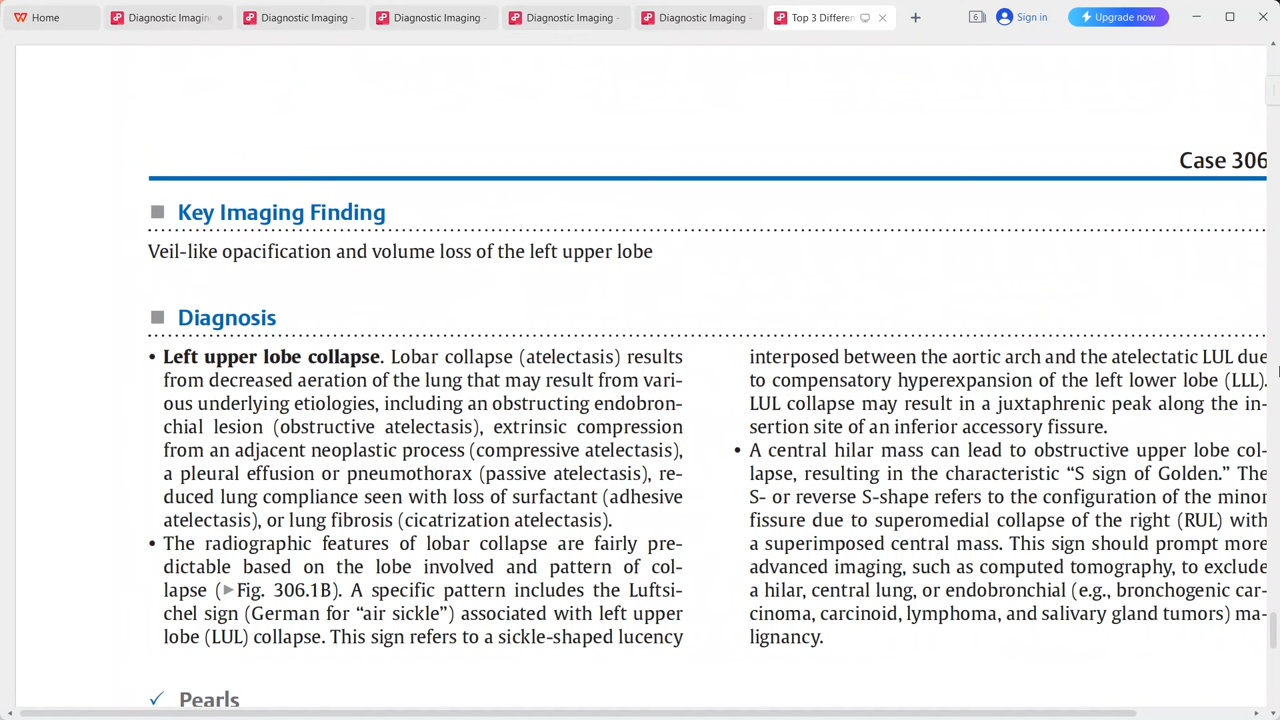 Home
Diagnostic Imagin
Diagnostic Imaging -
Diagnostic Imaging -
Diagnostic Imaging -
Diagnostic Imaging -
Top 3 Differen
6
Sign in
Upgrade now
Case 306
Key Imaging Finding
Veil-like opacification and volume loss of the left upper lobe
Diagnosis
• Left upper lobe collapse. Lobar collapse (atelectasis) results
from decreased aeration of the lung that may result from vari-
ous underlying etiologies, including an obstructing endobron-
chial lesion (obstructive atelectasis), extrinsic compression
from an adjacent neoplastic process (compressive atelectasis),
a pleural effusion or pneumothorax (passive atelectasis), re-
duced lung compliance seen with loss of surfactant (adhesive
atelectasis), or lung fibrosis (cicatrization atelectasis).
• The radiographic features of lobar collapse are fairly pre-
dictable based on the lobe involved and pattern of col-
lapse (▶Fig. 306.1B). A specific pattern includes the Luftsi-
chel sign (German for “air sickle”) associated with left upper
lobe (LUL) collapse. This sign refers to a sickle-shaped lucency
interposed between the aortic arch and the atelectatic LUL due
to compensatory hyperexpansion of the left lower lobe (LLL).
LUL collapse may result in a juxtaphrenic peak along the in-
sertion site of an inferior accessory fissure.
• A central hilar mass can lead to obstructive upper lobe col-
lapse, resulting in the characteristic “S sign of Golden.” The
S- or reverse S-shape refers to the configuration of the minor
fissure due to superomedial collapse of the right (RUL) with
a superimposed central mass. This sign should prompt more
advanced imaging, such as computed tomography, to exclude
a hilar, central lung, or endobronchial (e.g., bronchogenic car-
cinoma, carcinoid, lymphoma, and salivary gland tumors) ma-
lignancy.
✓ Pearls